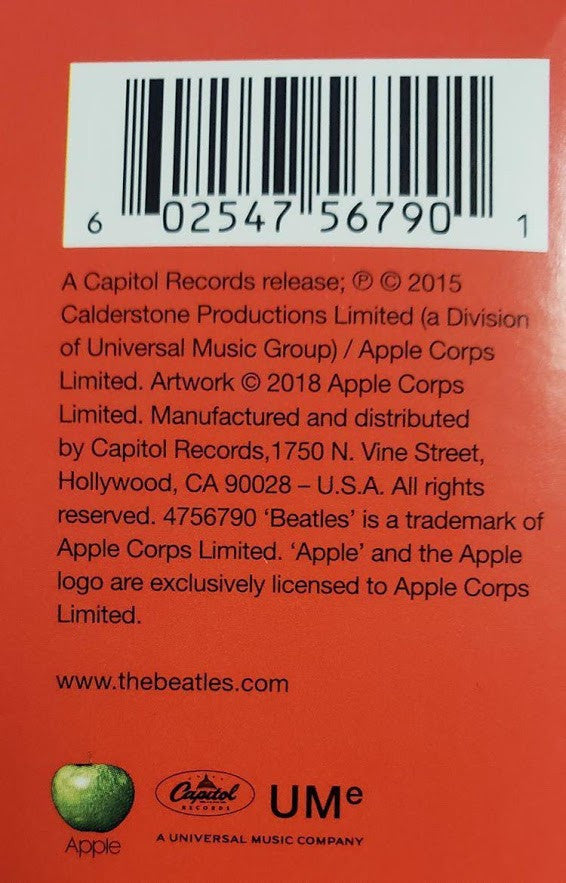 6 02547 56790 1
A Capitol Records release; ℗ © 2015
Calderstone Productions Limited (a Division
of Universal Music Group) / Apple Corps
Limited. Artwork © 2018 Apple Corps
Limited. Manufactured and distributed
by Capitol Records,1750 N. Vine Street,
Hollywood, CA 90028 – U.S.A. All rights
reserved. 4756790 ‘Beatles’ is a trademark of
Apple Corps Limited. ‘Apple’ and the Apple
logo are exclusively licensed to Apple Corps
Limited.
www.thebeatles.com
Apple
Capitol
RECORDS
UMe
A UNIVERSAL MUSIC COMPANY